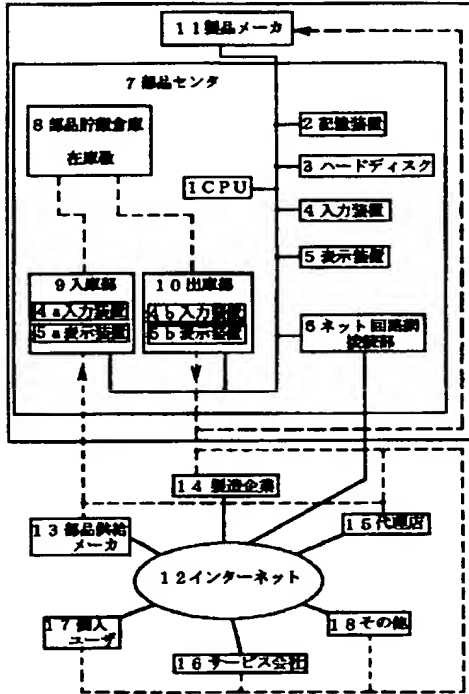 11製品メーカ
7部品センタ
8部品貯蔵倉庫
在庫数
2記憶装置
3ハードディスク
1CPU
4入力装置
5表示装置
9入庫部
4a入力装置
5a表示装置
10出庫部
4b入力装置
5b表示装置
6ネット回路網
接続部
14製造企業
13部品供給
メーカ
15代理店
12インターネット
17個人
ユーザ
18その他
16サービス会社